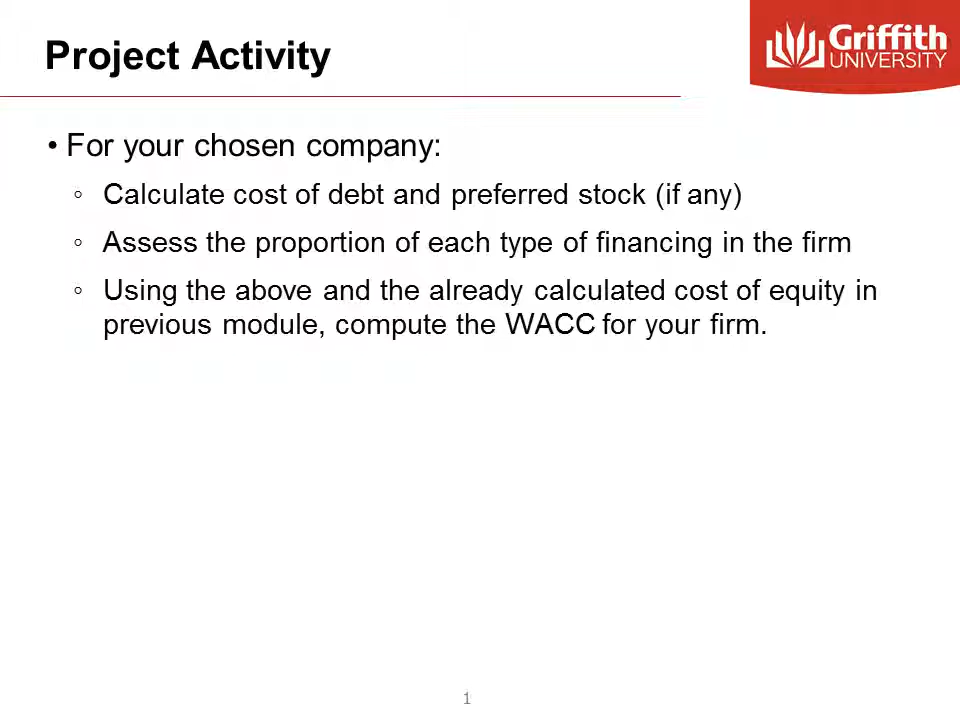 Project Activity
Griffith
UNIVERSITY
• For your chosen company:
◦ Calculate cost of debt and preferred stock (if any)
◦ Assess the proportion of each type of financing in the firm
◦ Using the above and the already calculated cost of equity in
previous module, compute the WACC for your firm.
1